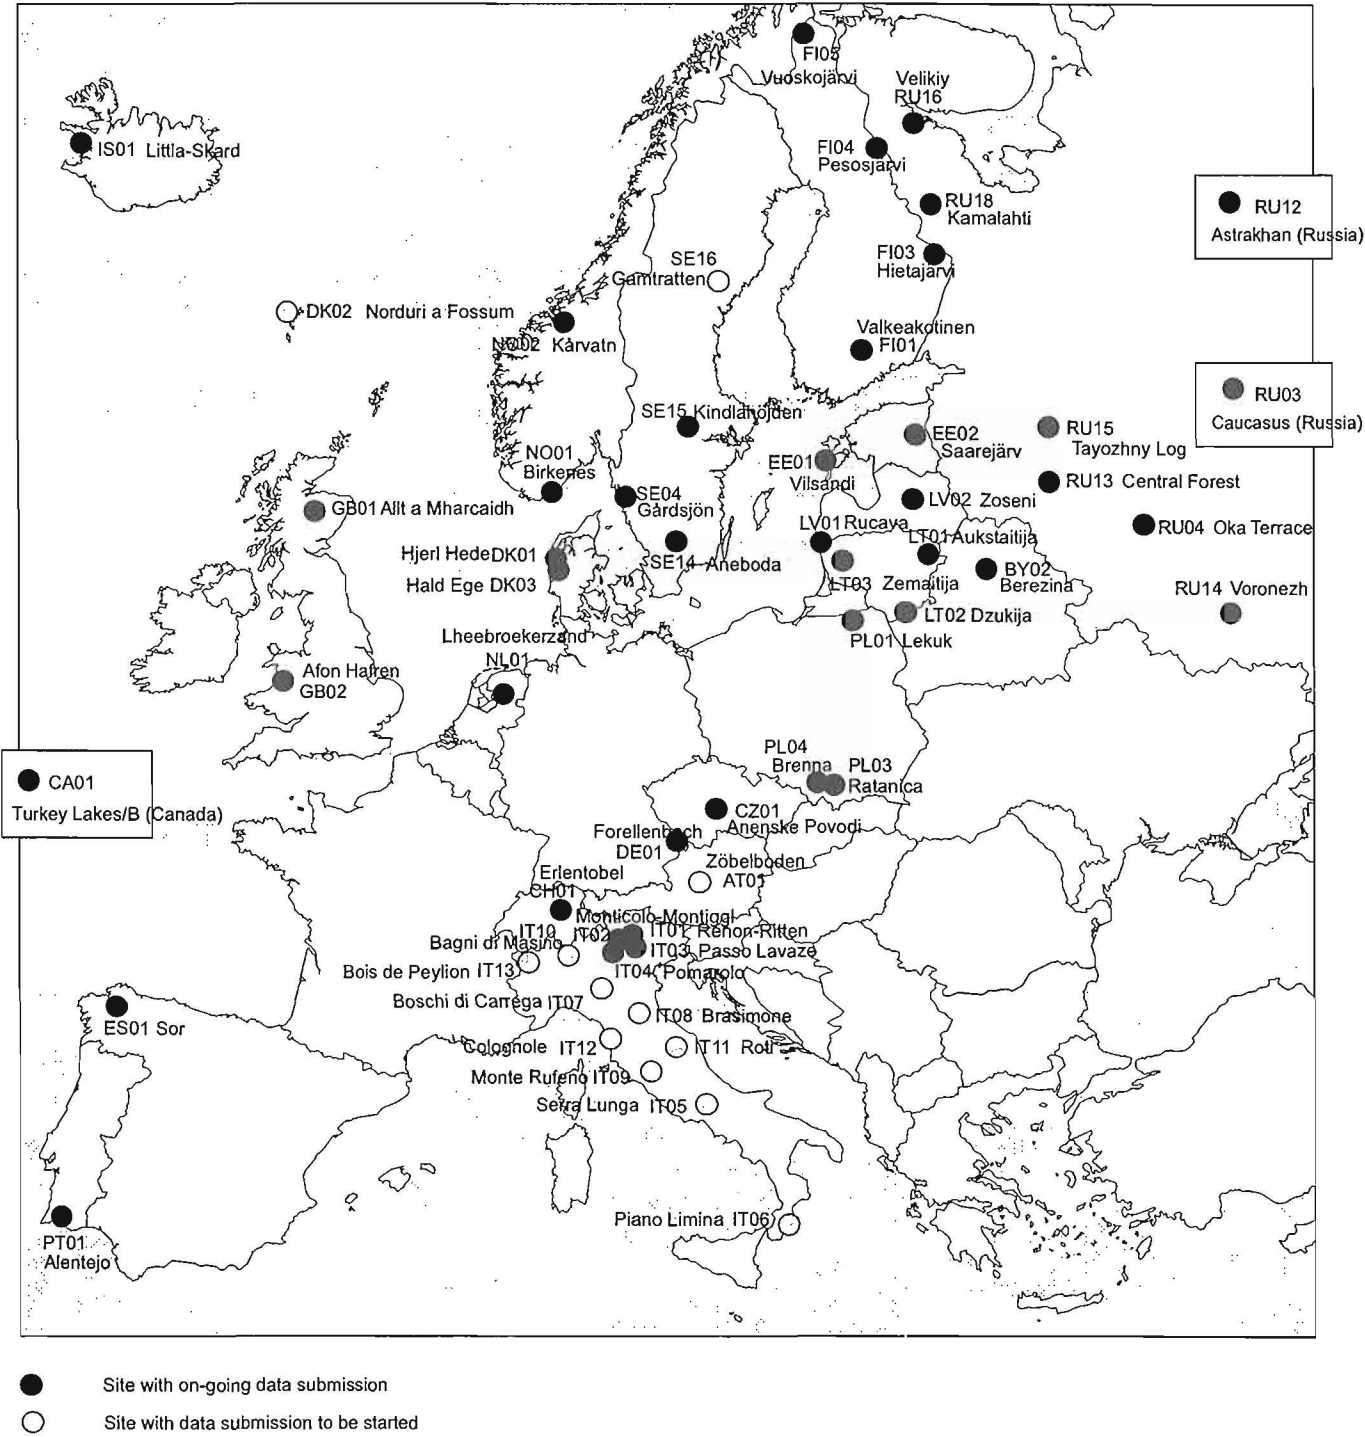 FI05
Vuoskojärvi
Velikiy
RU16
IS01 Littla-Skard
FI04
Pesosjärvi
RU18
Kamalahti
RU12
Astrakhan (Russia)
FI03
Hietajärvi
SE16
Gamtratten
DK02 Norduri a Fossum
NO02 Kårvatn
Valkeakotinen
FI01
RU03
Caucasus (Russia)
SE15 Kindlahöjden
EE02
Saarejärv
RU15
Tayozhny Log
NO01
Birkenes
EE01
Vilsandi
RU13 Central Forest
SE04
Gårdsjön
LV02 Zoseni
GB01 Allt a Mharcaidh
LV01 Rucava
RU04 Oka Terrace
LT01 Aukstaitija
Hjerl Hede DK01
SE14 Aneboda
BY02
Berezina
Hald Ege DK03
LT03 Zemaitija
RU14 Voronezh
LT02 Dzukija
Lheebroekerzand
NL01
PL01 Lekuk
Afon Hafren
GB02
PL04
Brenna
PL03
Ratanica
CA01
Turkey Lakes/B (Canada)
CZ01
Anenske Povodi
Forellenbach
DE01
Zöbelboden
AT01
Erlentobel
CH01
Monticolo-Montiggl
IT10
IT02
IT01 Renon-Ritten
Bagni di Masino
IT03 Passo Lavaze
Bois de Peylion IT13
IT04 Pomarolo
Boschi di Carrega IT07
IT08 Brasimone
ES01 Sor
Colognole IT12
IT11 Roti
Monte Rufeno IT09
Serra Lunga IT05
Piano Limina IT06
PT01
Alentejo
Site with on-going data submission
Site with data submission to be started